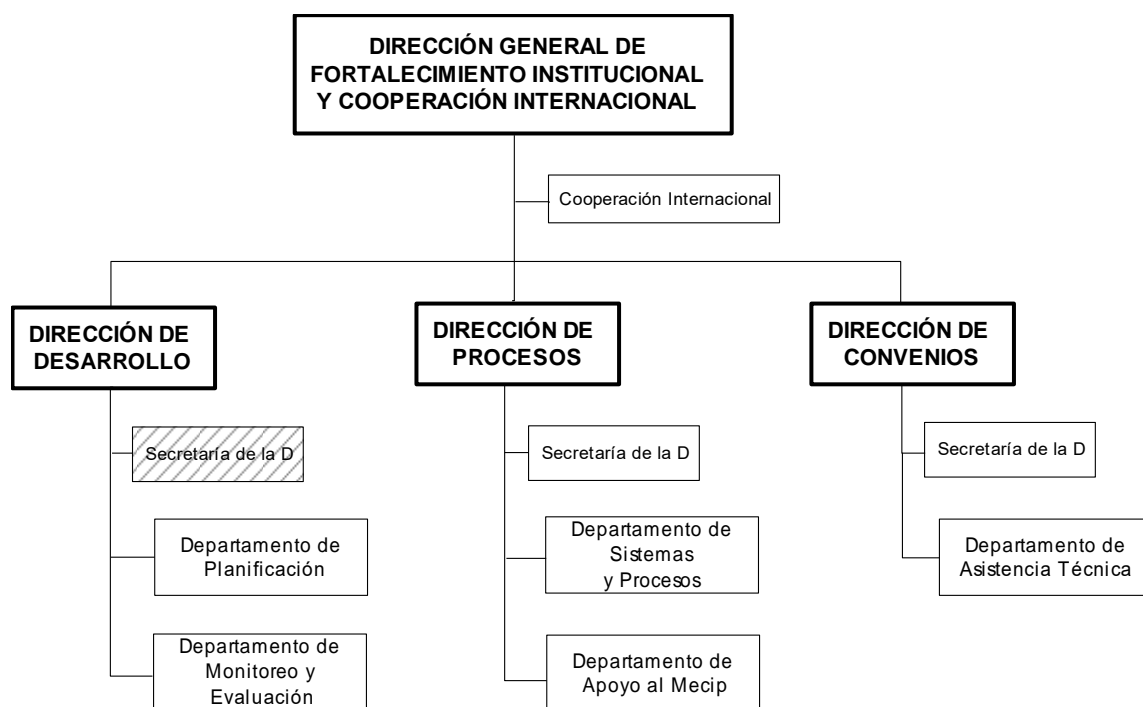 DIRECCIÓN GENERAL DE
FORTALECIMIENTO INSTITUCIONAL
Y COOPERACIÓN INTERNACIONAL
Cooperación Internacional
DIRECCIÓN DE
DESARROLLO
DIRECCIÓN DE
PROCESOS
DIRECCIÓN DE
CONVENIOS
Secretaría de la D
Secretaría de la D
Secretaría de la D
Departamento de
Planificación
Departamento de
Sistemas
y Procesos
Departamento de
Asistencia Técnica
Departamento de
Monitoreo y
Evaluación
Departamento de
Apoyo al Mecip